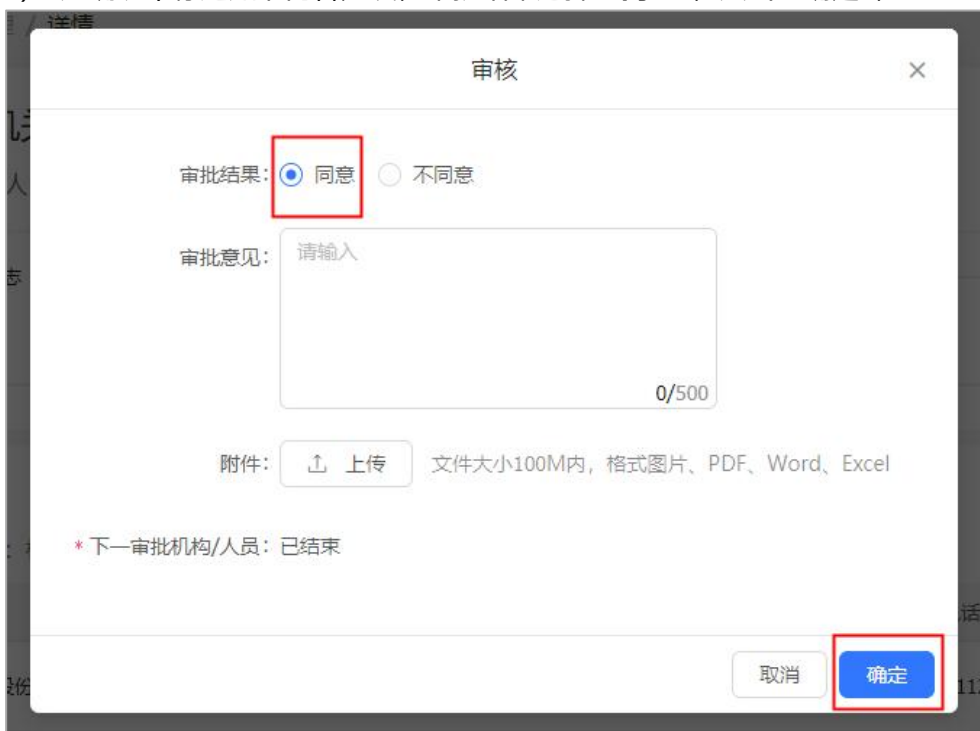 详情
审核
审批结果： 同意 不同意
审批意见： 请输入
0/500
附件： 上传 文件大小100M内，格式图片、PDF、Word、Excel
* 下一审批机构/人员： 已结束
取消 确定